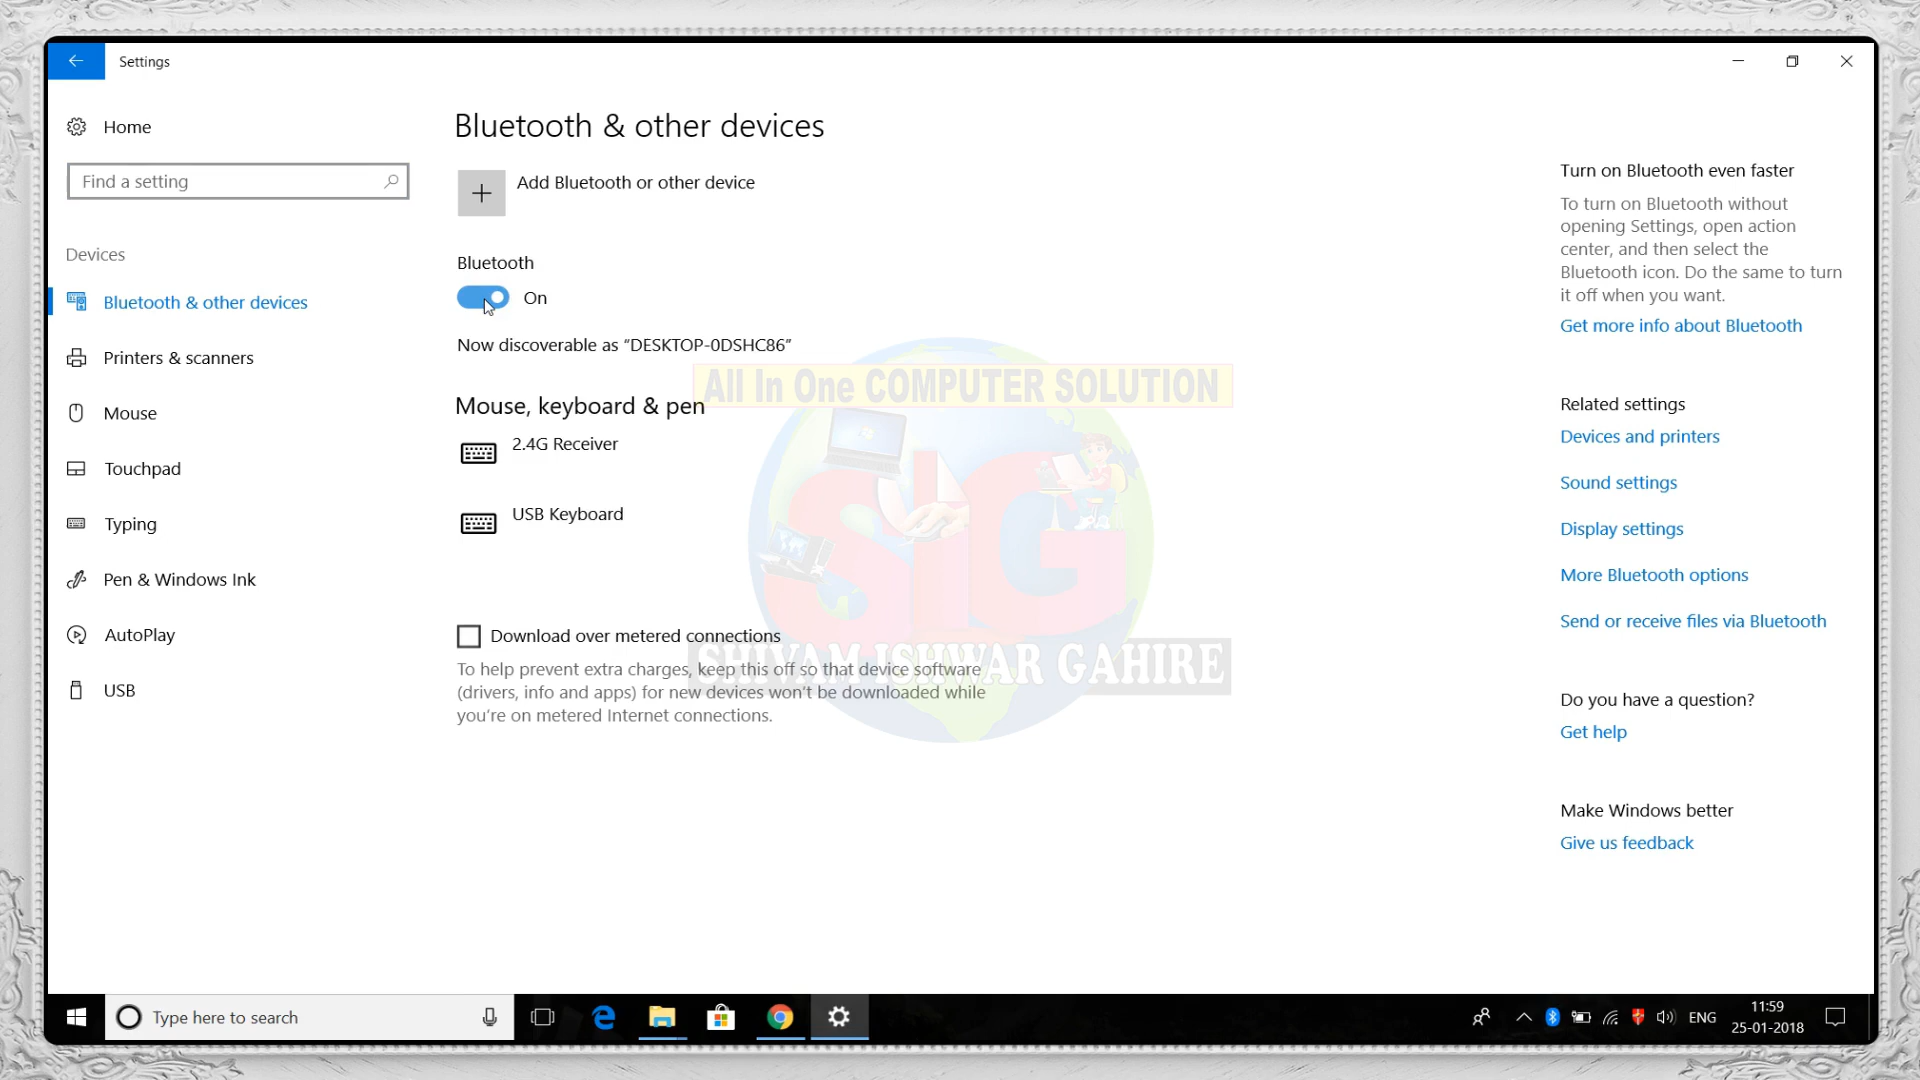 Settings
Home
Find a setting
Devices
Bluetooth & other devices
Printers & scanners
Mouse
Touchpad
Typing
Pen & Windows Ink
AutoPlay
USB
Bluetooth & other devices
Add Bluetooth or other device
Bluetooth
On
Now discoverable as “DESKTOP-0DSHC86”
All In One COMPUTER SOLUTION
Mouse, keyboard & pen
2.4G Receiver
USB Keyboard
SIG
Download over metered connections
SHIVAM ISHWAR GAHIRE
To help prevent extra charges, keep this off so that device software
(drivers, info and apps) for new devices won’t be downloaded while
you’re on metered Internet connections.
Turn on Bluetooth even faster
To turn on Bluetooth without
opening Settings, open action
center, and then select the
Bluetooth icon. Do the same to turn
it off when you want.
Get more info about Bluetooth
Related settings
Devices and printers
Sound settings
Display settings
More Bluetooth options
Send or receive files via Bluetooth
Do you have a question?
Get help
Make Windows better
Give us feedback
Type here to search
ENG
11:59
25-01-2018